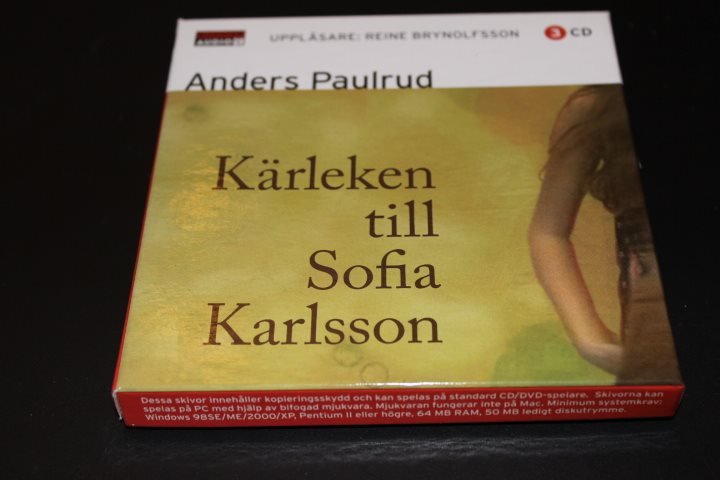 AUDIO
UPPLÄSARE: REINE BRYNOLFSSON
3 CD
Anders Paulrud
Kärleken
till
Sofia
Karlsson
Dessa skivor innehåller kopieringsskydd och kan spelas på standard CD/DVD-spelare. Skivorna kan
spelas på PC med hjälp av bifogad mjukvara. Mjukvaran fungerar inte på Mac. Minimum systemkrav:
Windows 98SE/ME/2000/XP, Pentium II eller högre, 64 MB RAM, 50 MB ledigt diskutrymme.